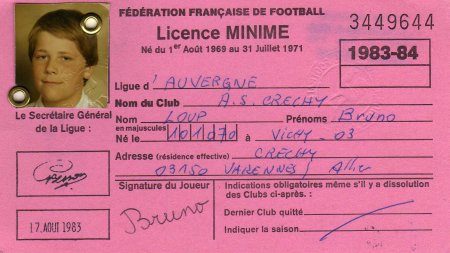 FÉDÉRATION FRANÇAISE DE FOOTBALL
3449644
Licence MINIME
Né du 1er Août 1969 au 31 Juillet 1971
1983-84
Ligue d'AUVERGNE
Nom du Club A.S. CRECHY
Le Secrétaire Général
de la Ligue :
Nom LOUP Prénoms Bruno
en majuscules
Né le 10 10 70 à VICHY - 03
Adresse (résidence effective) CRECHY
03150 VARENNES / Allier
Signature du Joueur
Bruno
Indications obligatoires même s'il y a dissolution
des Clubs ci-après :
Dernier Club quitté
Indiquer la saison
17. AOUT 1983